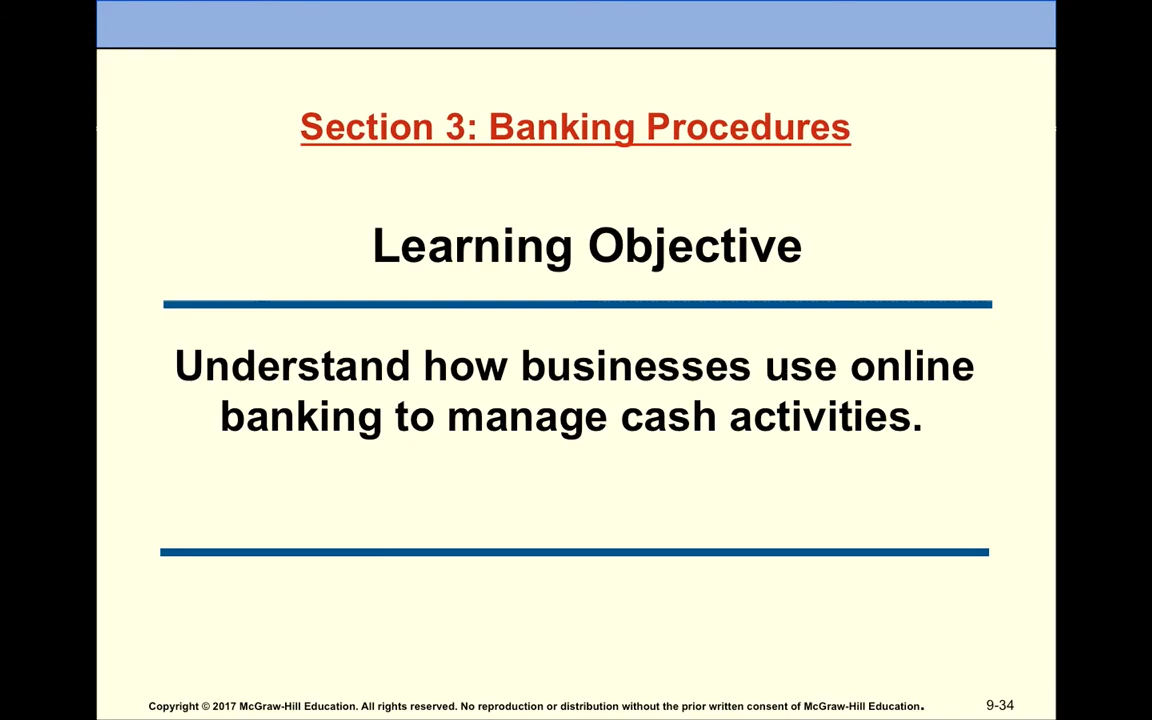 Section 3: Banking Procedures
Learning Objective
Understand how businesses use online
banking to manage cash activities.
Copyright © 2017 McGraw-Hill Education. All rights reserved. No reproduction or distribution without the prior written consent of McGraw-Hill Education.
9-34